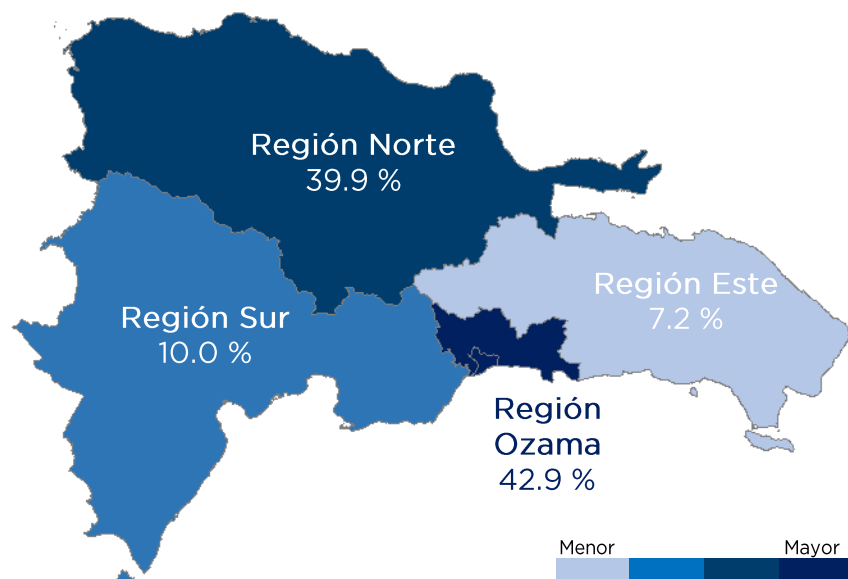 Región Norte
39.9 %
Región Este
7.2 %
Región Sur
10.0 %
Región
Ozama
42.9 %
Menor
Mayor